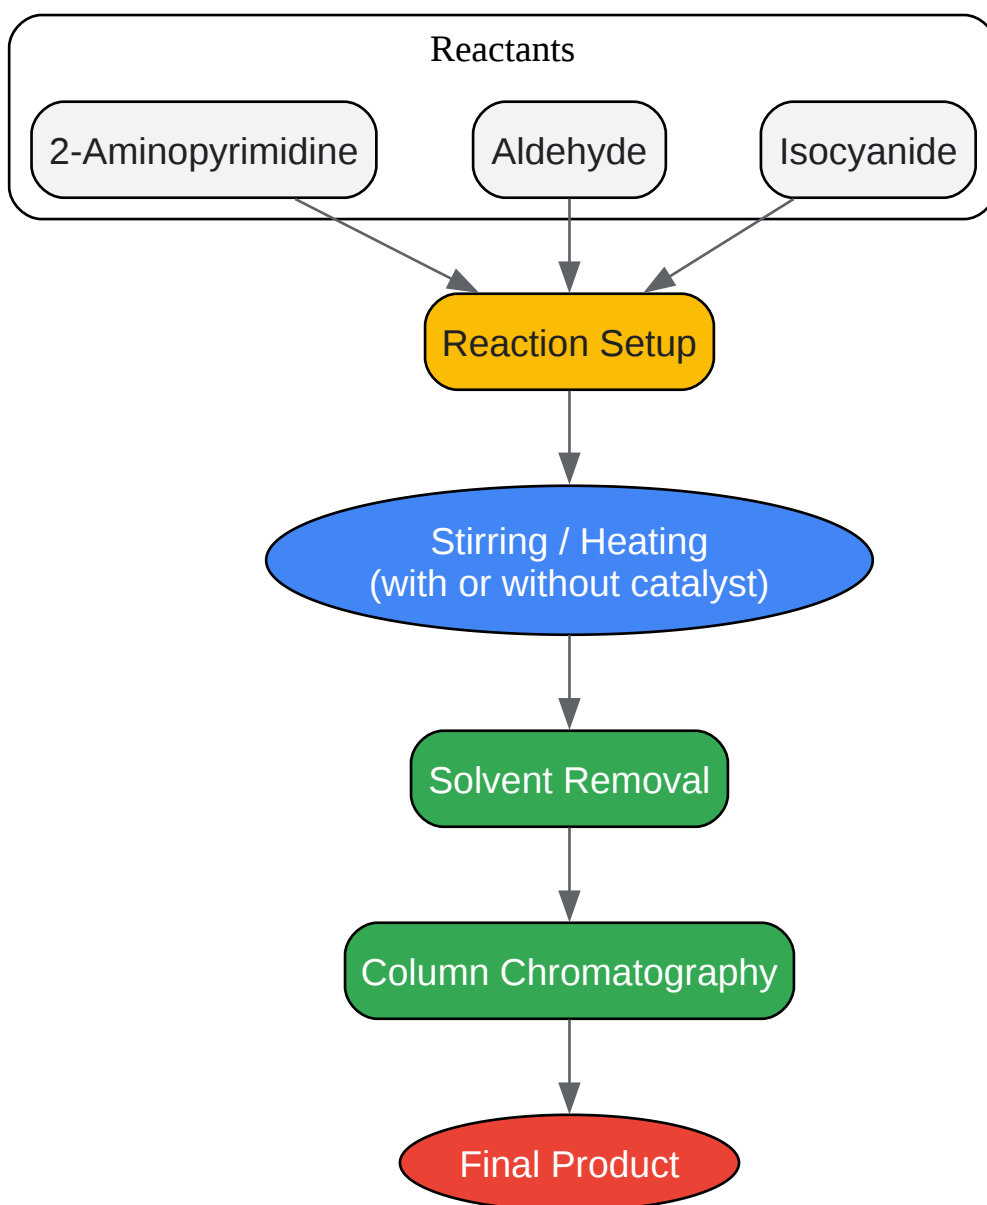 Reactants
2-Aminopyrimidine
Aldehyde
Isocyanide
Reaction Setup
Stirring / Heating
(with or without catalyst)
Solvent Removal
Column Chromatography
Final Product